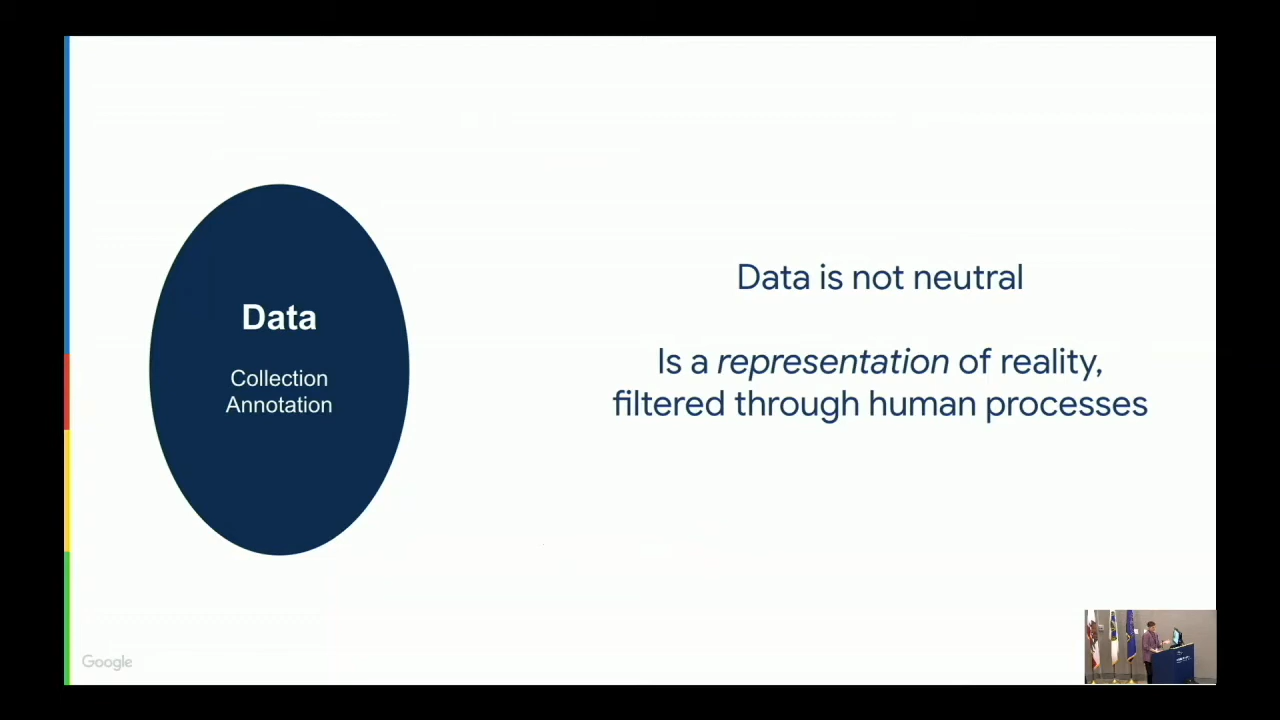 Data
Collection
Annotation
Data is not neutral
Is a representation of reality,
filtered through human processes
Google